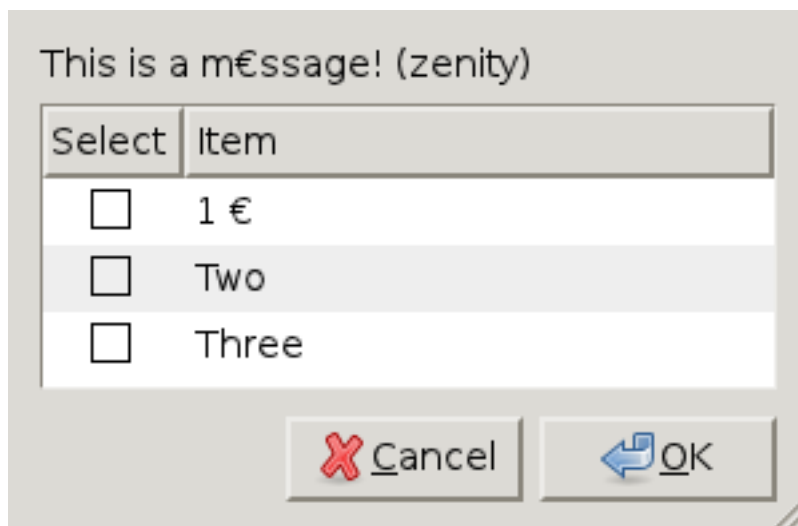 This is a m€ssage! (zenity)
Select Item
1 €
Two
Three
Cancel OK